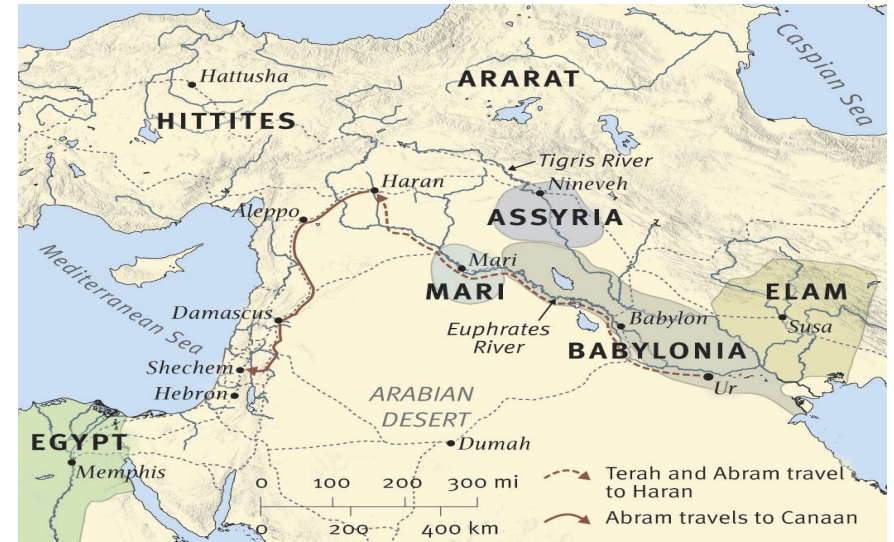 Caspian Sea
Hattusha
ARARAT
HITTITES
Tigris River
Haran
Nineveh
Aleppo
ASSYRIA
Mediterranean Sea
Mari
MARI
ELAM
Damascus
Euphrates
River
Babylon
Susa
BABYLONIA
Shechem
Hebron
Ur
ARABIAN
DESERT
EGYPT
Dumah
Memphis
0 100 200 300 mi
0 200 400 km
Terah and Abram travel
to Haran
Abram travels to Canaan